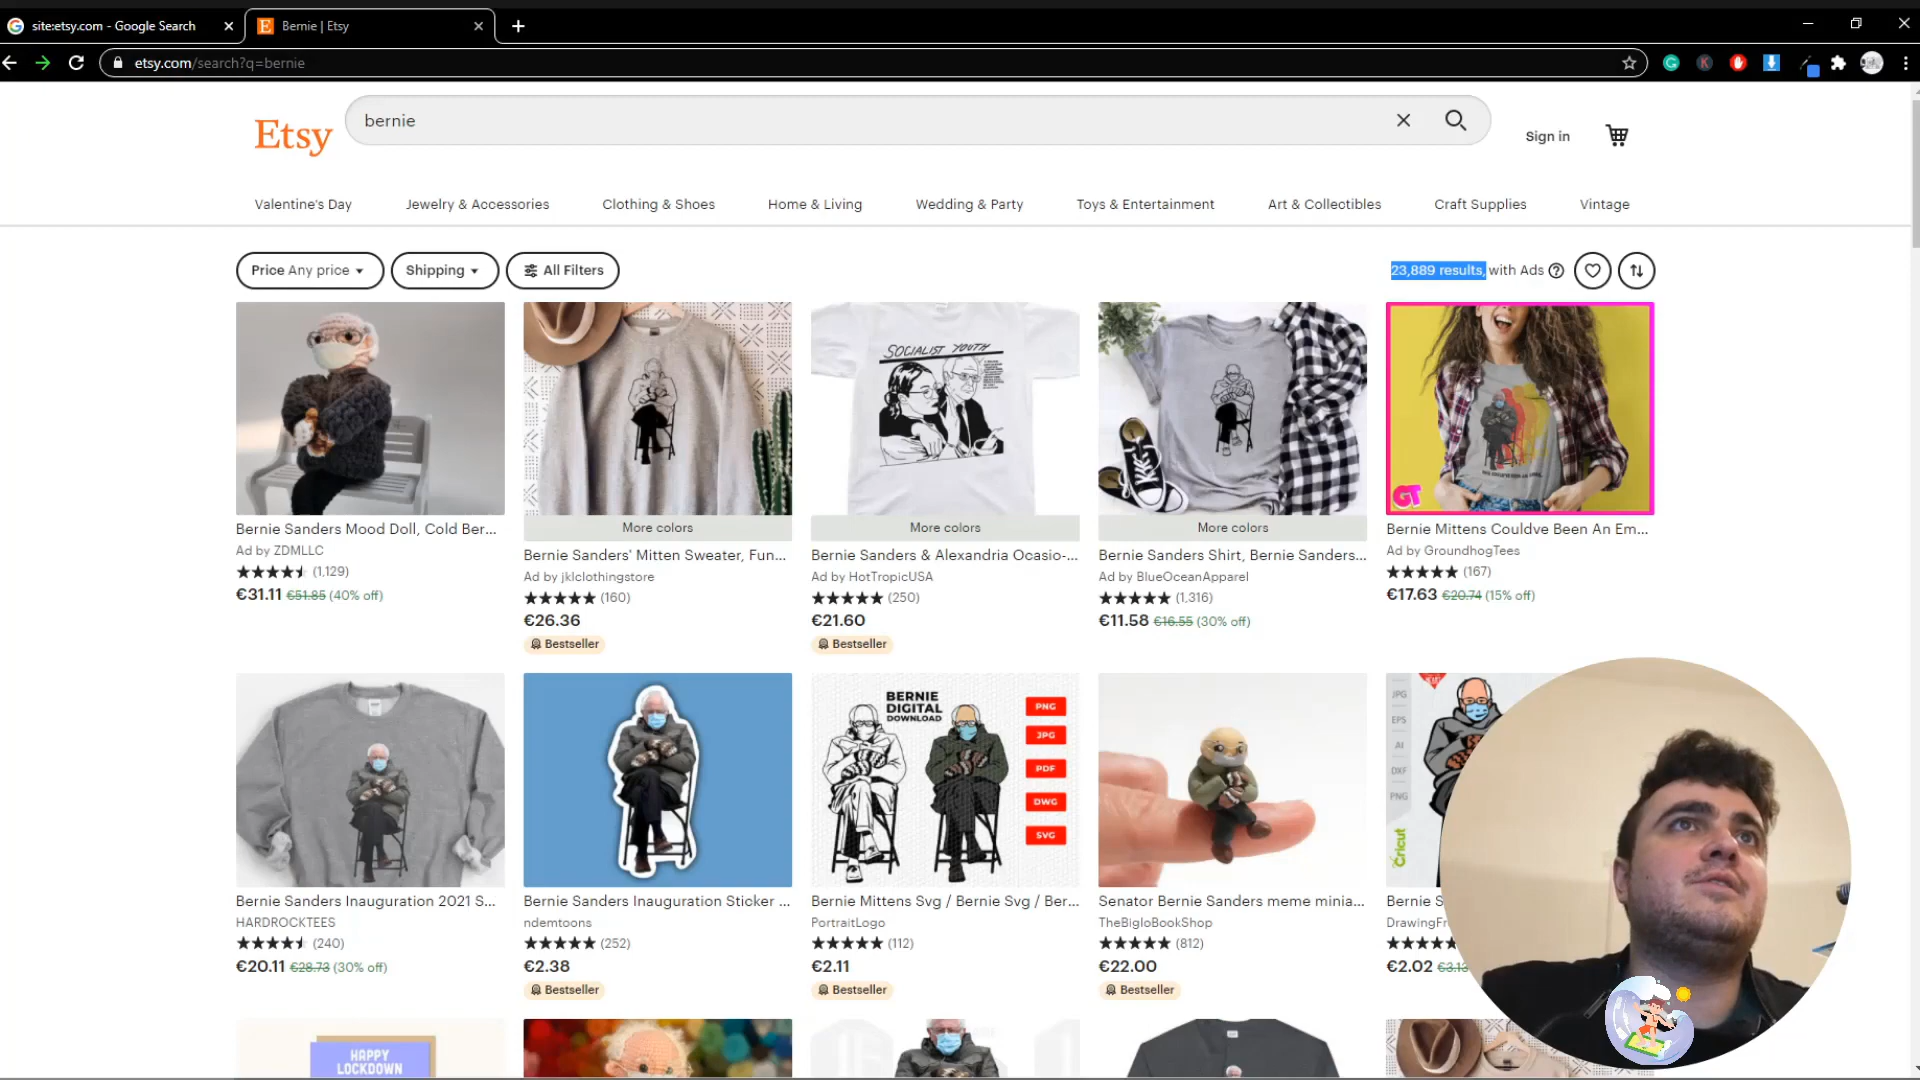 site:etsy.com - Google Search
Bernie | Etsy
etsy.com/search?q=bernie
Etsy
bernie
Sign in
Valentine's Day
Jewelry & Accessories
Clothing & Shoes
Home & Living
Wedding & Party
Toys & Entertainment
Art & Collectibles
Craft Supplies
Vintage
Price Any price
Shipping
All Filters
23,889 results, with Ads
SOCIALIST YOUTH
GT
More colors
More colors
More colors
Bernie Sanders Mood Doll, Cold Ber...
Ad by ZDMLLC
(1,129)
€31.11 €51.85 (40% off)
Bernie Sanders' Mitten Sweater, Fun...
Ad by jklclothingstore
(160)
€26.36
Bestseller
Bernie Sanders & Alexandria Ocasio-...
Ad by HotTropicUSA
(250)
€21.60
Bestseller
Bernie Sanders Shirt, Bernie Sanders...
Ad by BlueOceanApparel
(1,316)
€11.58 €16.55 (30% off)
Bernie Mittens Couldve Been An Em...
Ad by GroundhogTees
(167)
€17.63 €20.74 (15% off)
BERNIE
DIGITAL
DOWNLOAD
PNG
JPG
PDF
DWG
SVG
JPG
EPS
AI
DXF
PNG
Cricut
Bernie Sanders Inauguration 2021 S...
HARDROCKTEES
(240)
€20.11 €28.73 (30% off)
Bernie Sanders Inauguration Sticker ...
ndemtoons
(252)
€2.38
Bestseller
Bernie Mittens Svg / Bernie Svg / Ber...
PortraitLogo
(112)
€2.11
Bestseller
Senator Bernie Sanders meme minia...
TheBigloBookShop
(812)
€22.00
Bestseller
Bernie S
DrawingFr
€2.02 €3.13
HAPPY
LOCKDOWN